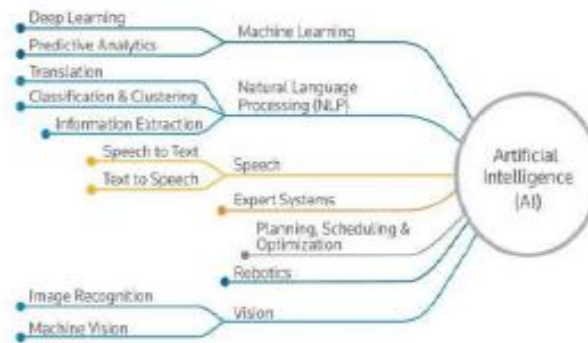 Deep Learning
Machine Learning
Predictive Analytics
Translation
Classification & Clustering
Natural Language
Processing (NLP)
Information Extraction
Speech to Text
Speech
Text to Speech
Expert Systems
Planning, Scheduling &
Optimization
Robotics
Image Recognition
Vision
Machine Vision
Artificial
Intelligence
(AI)